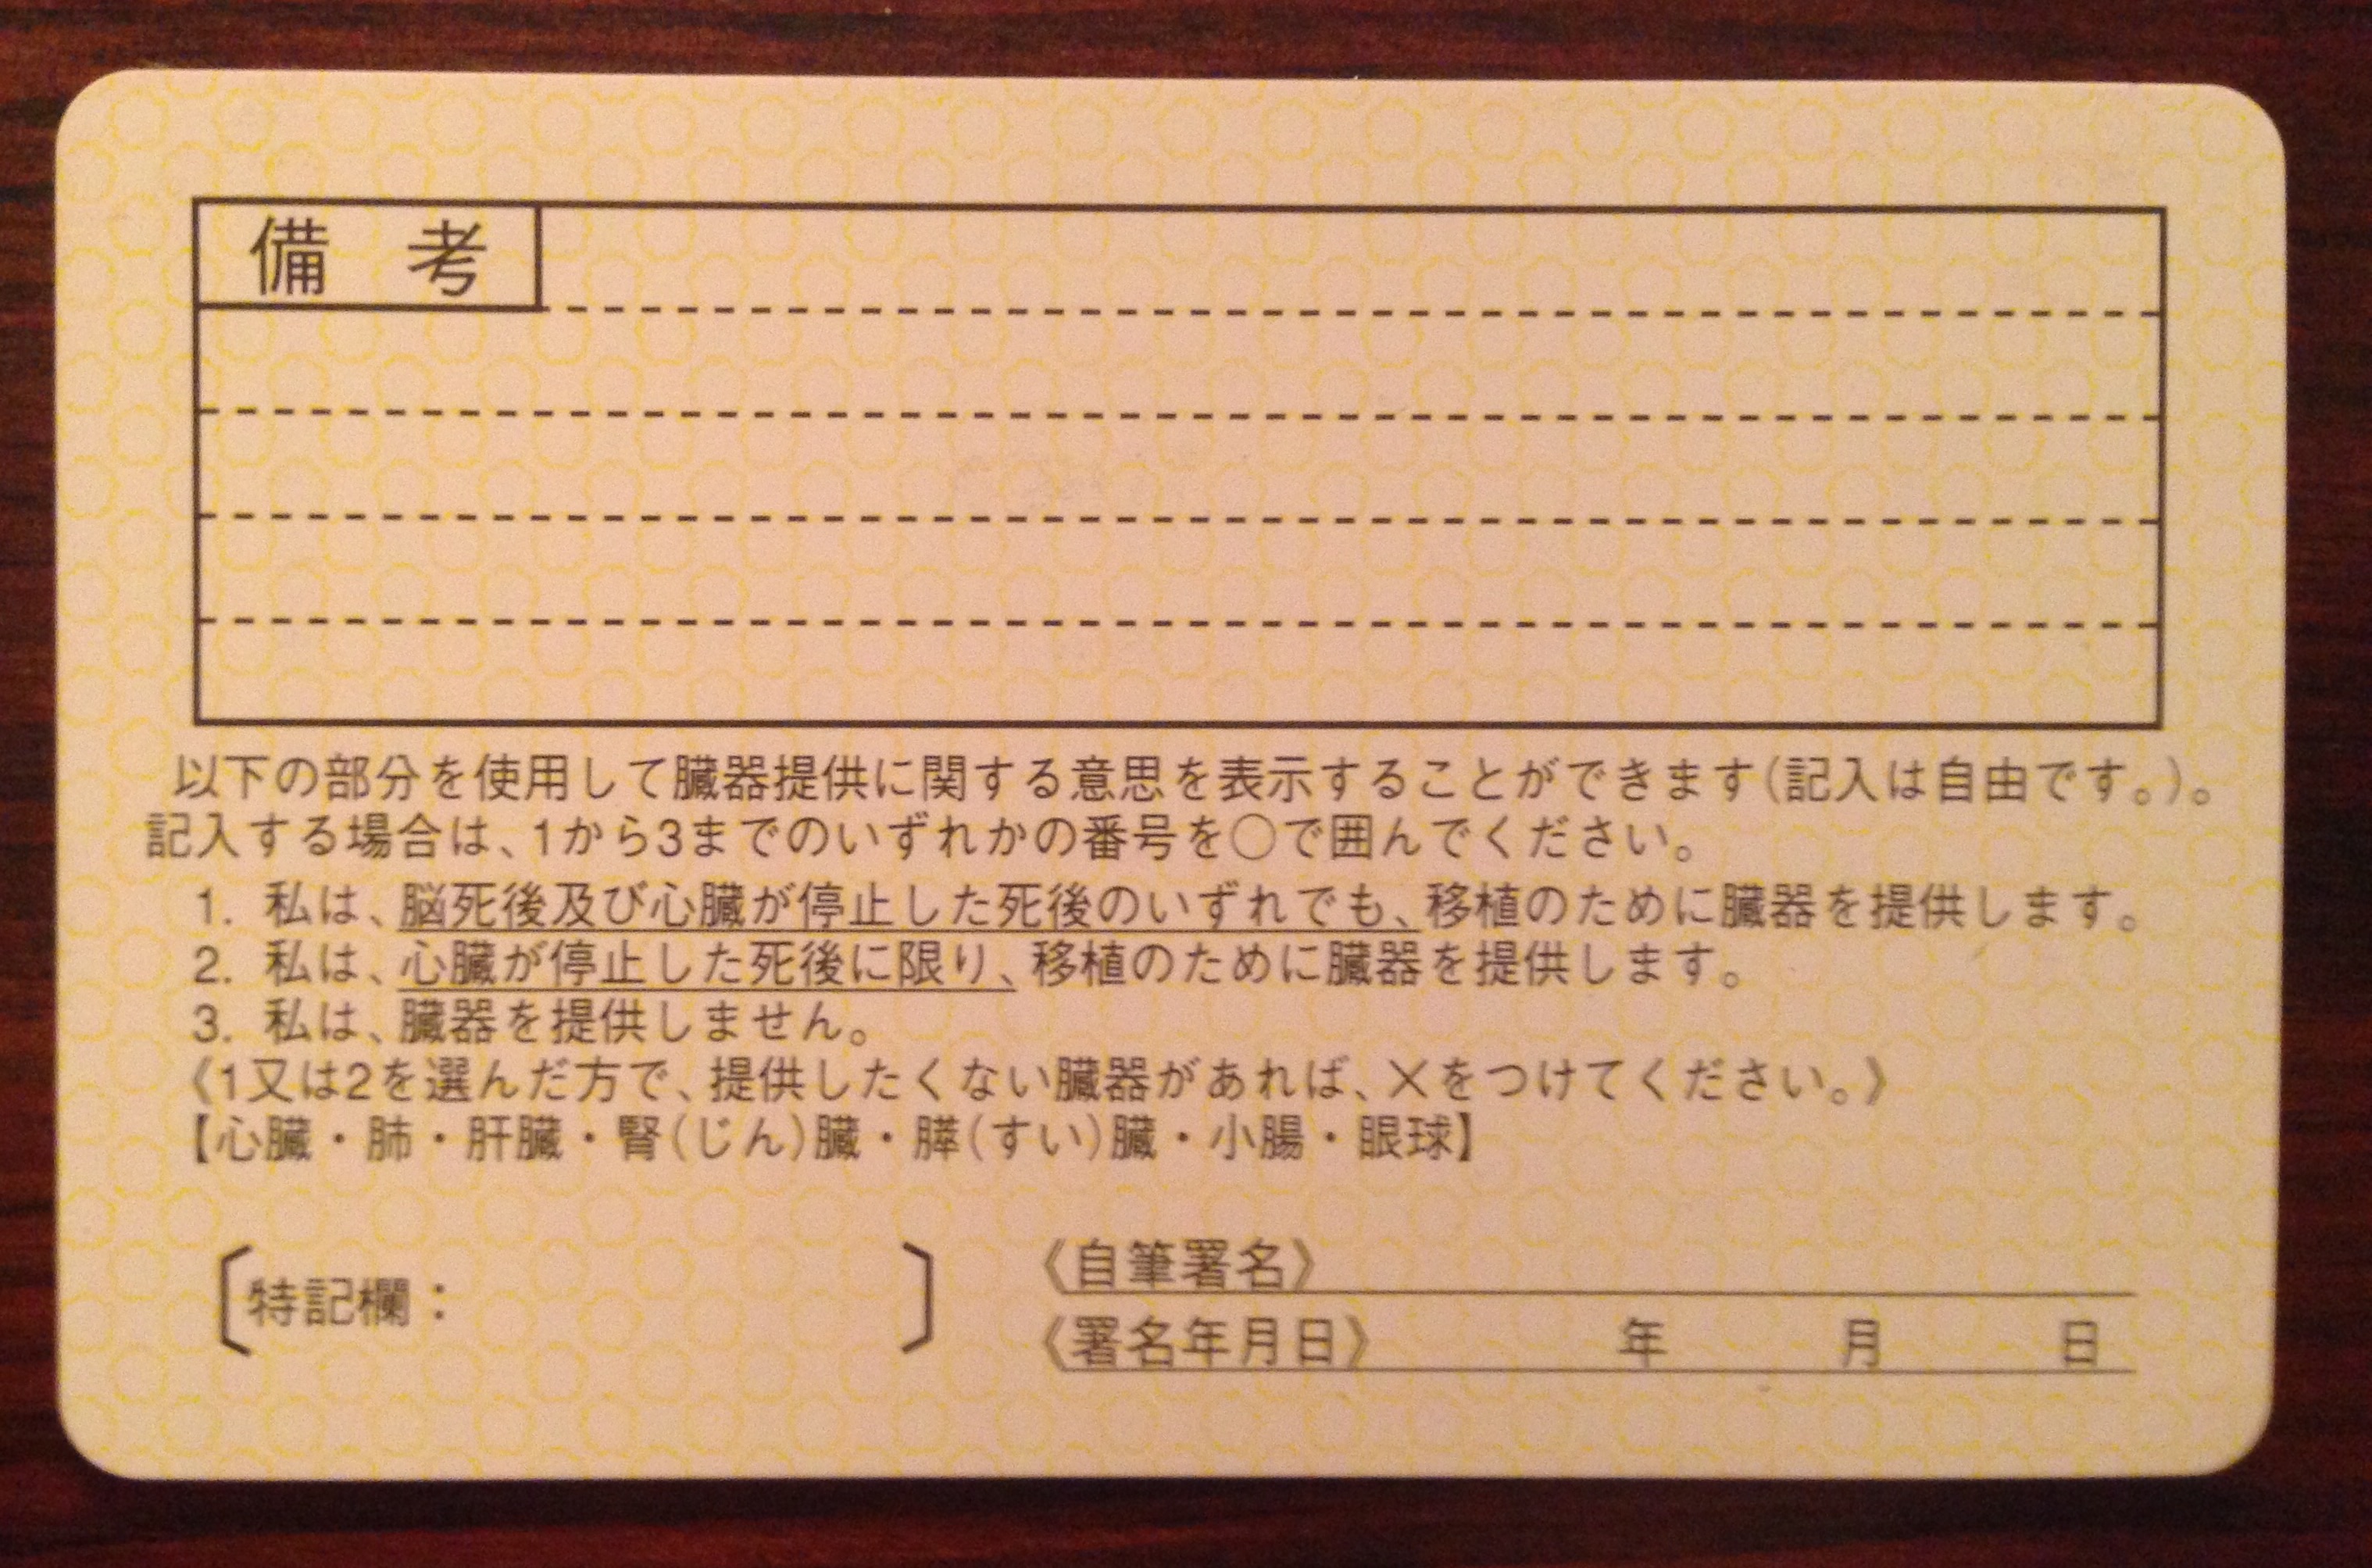 備 考
以下の部分を使用して臓器提供に関する意思を表示することができます(記入は自由です。)。
記入する場合は、1から3までのいずれかの番号を○で囲んでください。
1. 私は、脳死後及び心臓が停止した死後のいずれでも、移植のために臓器を提供します。
2. 私は、心臓が停止した死後に限り、移植のために臓器を提供します。
3. 私は、臓器を提供しません。
《1又は2を選んだ方で、提供したくない臓器があれば、×をつけてください。》
【心臓・肺・肝臓・腎(じん)臓・膵(すい)臓・小腸・眼球】
〔特記欄: 〕
《自筆署名》
《署名年月日》 年 月 日